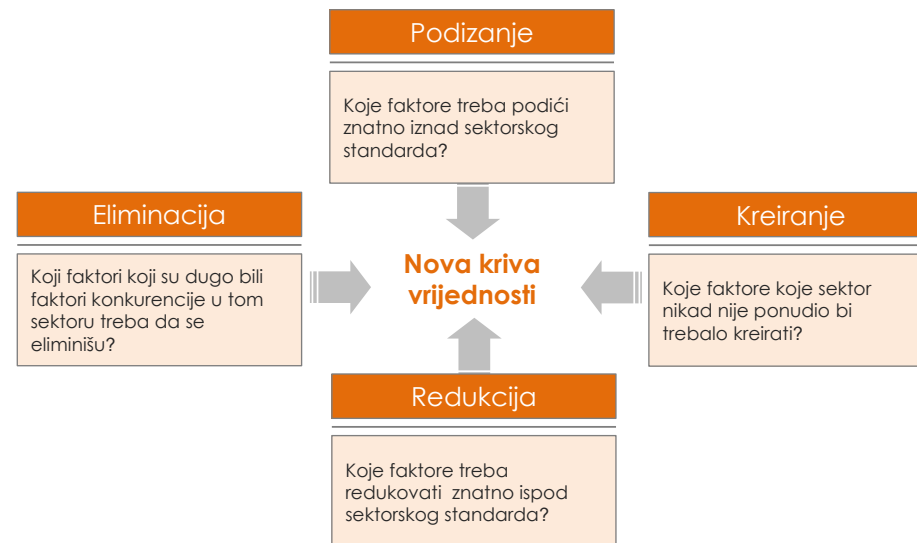 Podizanje
Koje faktore treba podići
znatno iznad sektorskog
standarda?
Eliminacija
Koji faktori koji su dugo bili
faktori konkurencije u tom
sektoru treba da se
eliminišu?
Nova kriva
vrijednosti
Kreiranje
Koje faktore koje sektor
nikad nije ponudio bi
trebalo kreirati?
Redukcija
Koje faktore treba
redukovati znatno ispod
sektorskog standarda?